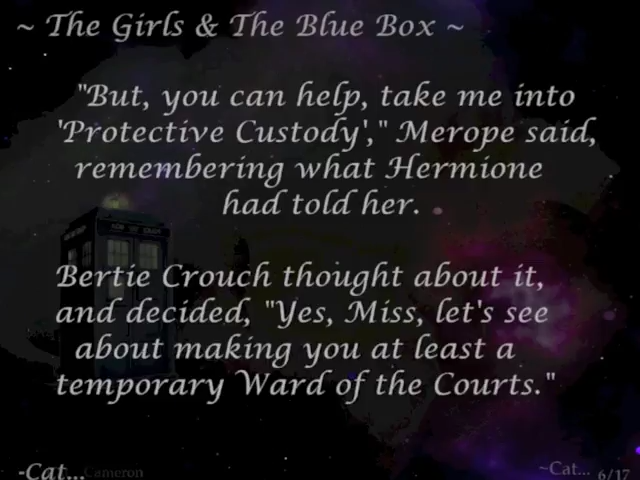 ~ The Girls & The Blue Box ~
"But, you can help, take me into
'Protective Custody'," Merope said,
remembering what Hermione
had told her.
Bertie Crouch thought about it,
and decided, "Yes, Miss, let's see
about making you at least a
temporary Ward of the Courts."
-Cat... Cameron
~Cat... 6/17